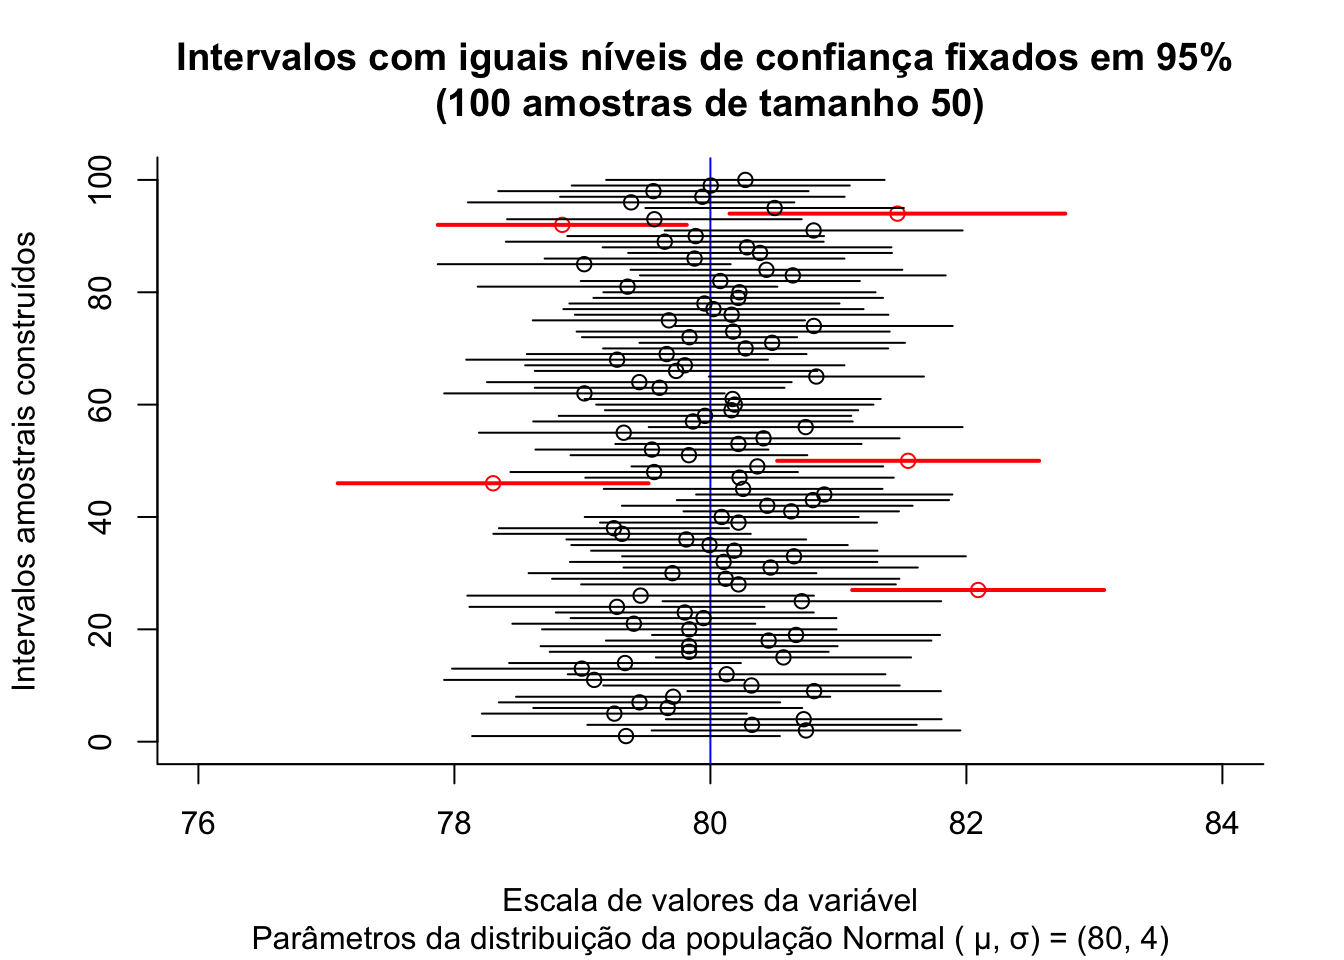 Intervalos com iguais níveis de confiança fixados em 95%
(100 amostras de tamanho 50)
Intervalos amostrais construídos
100
80
60
40
20
0
76 78 80 82 84
Escala de valores da variável
Parâmetros da distribuição da população Normal ( μ, σ) = (80, 4)